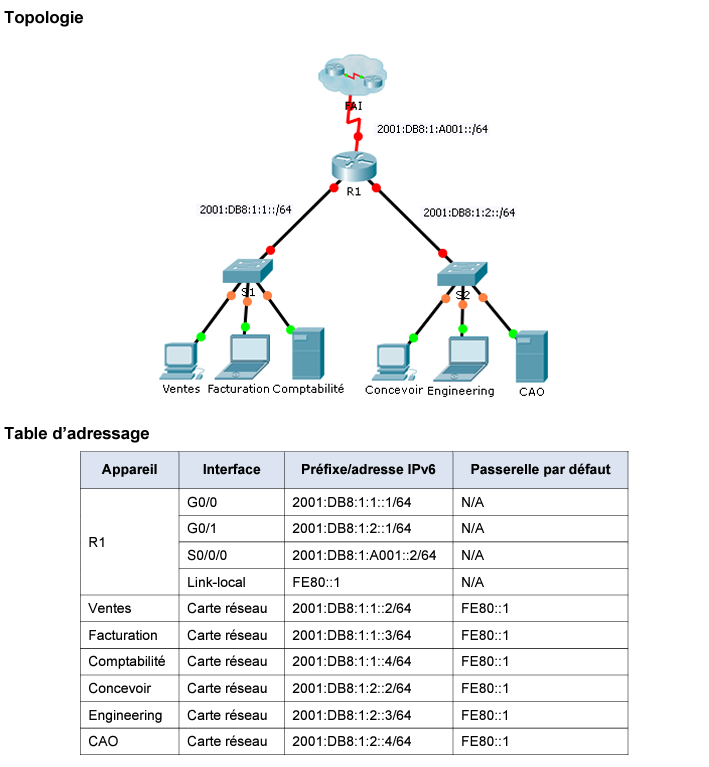 Topologie
FAI
2001:DB8:1:A001::/64
R1
2001:DB8:1:1::/64
2001:DB8:1:2::/64
S1
S2
Ventes Facturation Comptabilité
Concevoir Engineering CAO
Table d’adressage
Appareil Interface Préfixe/adresse IPv6 Passerelle par défaut
R1
G0/0 2001:DB8:1:1::1/64 N/A
G0/1 2001:DB8:1:2::1/64 N/A
S0/0/0 2001:DB8:1:A001::2/64 N/A
Link-local FE80::1 N/A
Ventes Carte réseau 2001:DB8:1:1::2/64 FE80::1
Facturation Carte réseau 2001:DB8:1:1::3/64 FE80::1
Comptabilité Carte réseau 2001:DB8:1:1::4/64 FE80::1
Concevoir Carte réseau 2001:DB8:1:2::2/64 FE80::1
Engineering Carte réseau 2001:DB8:1:2::3/64 FE80::1
CAO Carte réseau 2001:DB8:1:2::4/64 FE80::1